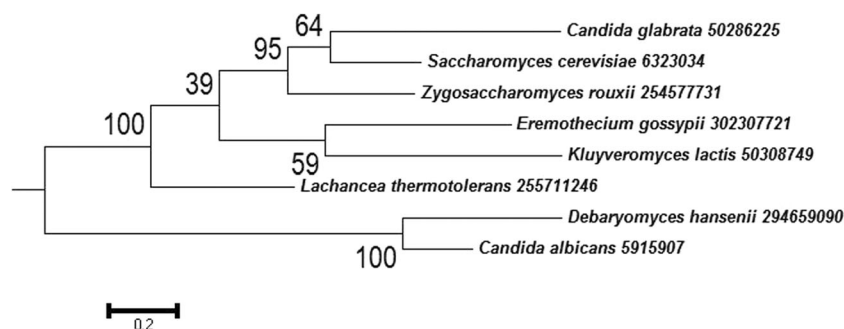 64
Candida glabrata 50286225
95
Saccharomyces cerevisiae 6323034
39
Zygosaccharomyces rouxii 254577731
100
Eremothecium gossypii 302307721
59
Kluyveromyces lactis 50308749
Lachancea thermotolerans 255711246
Debaryomyces hansenii 294659090
100
Candida albicans 5915907
0.2